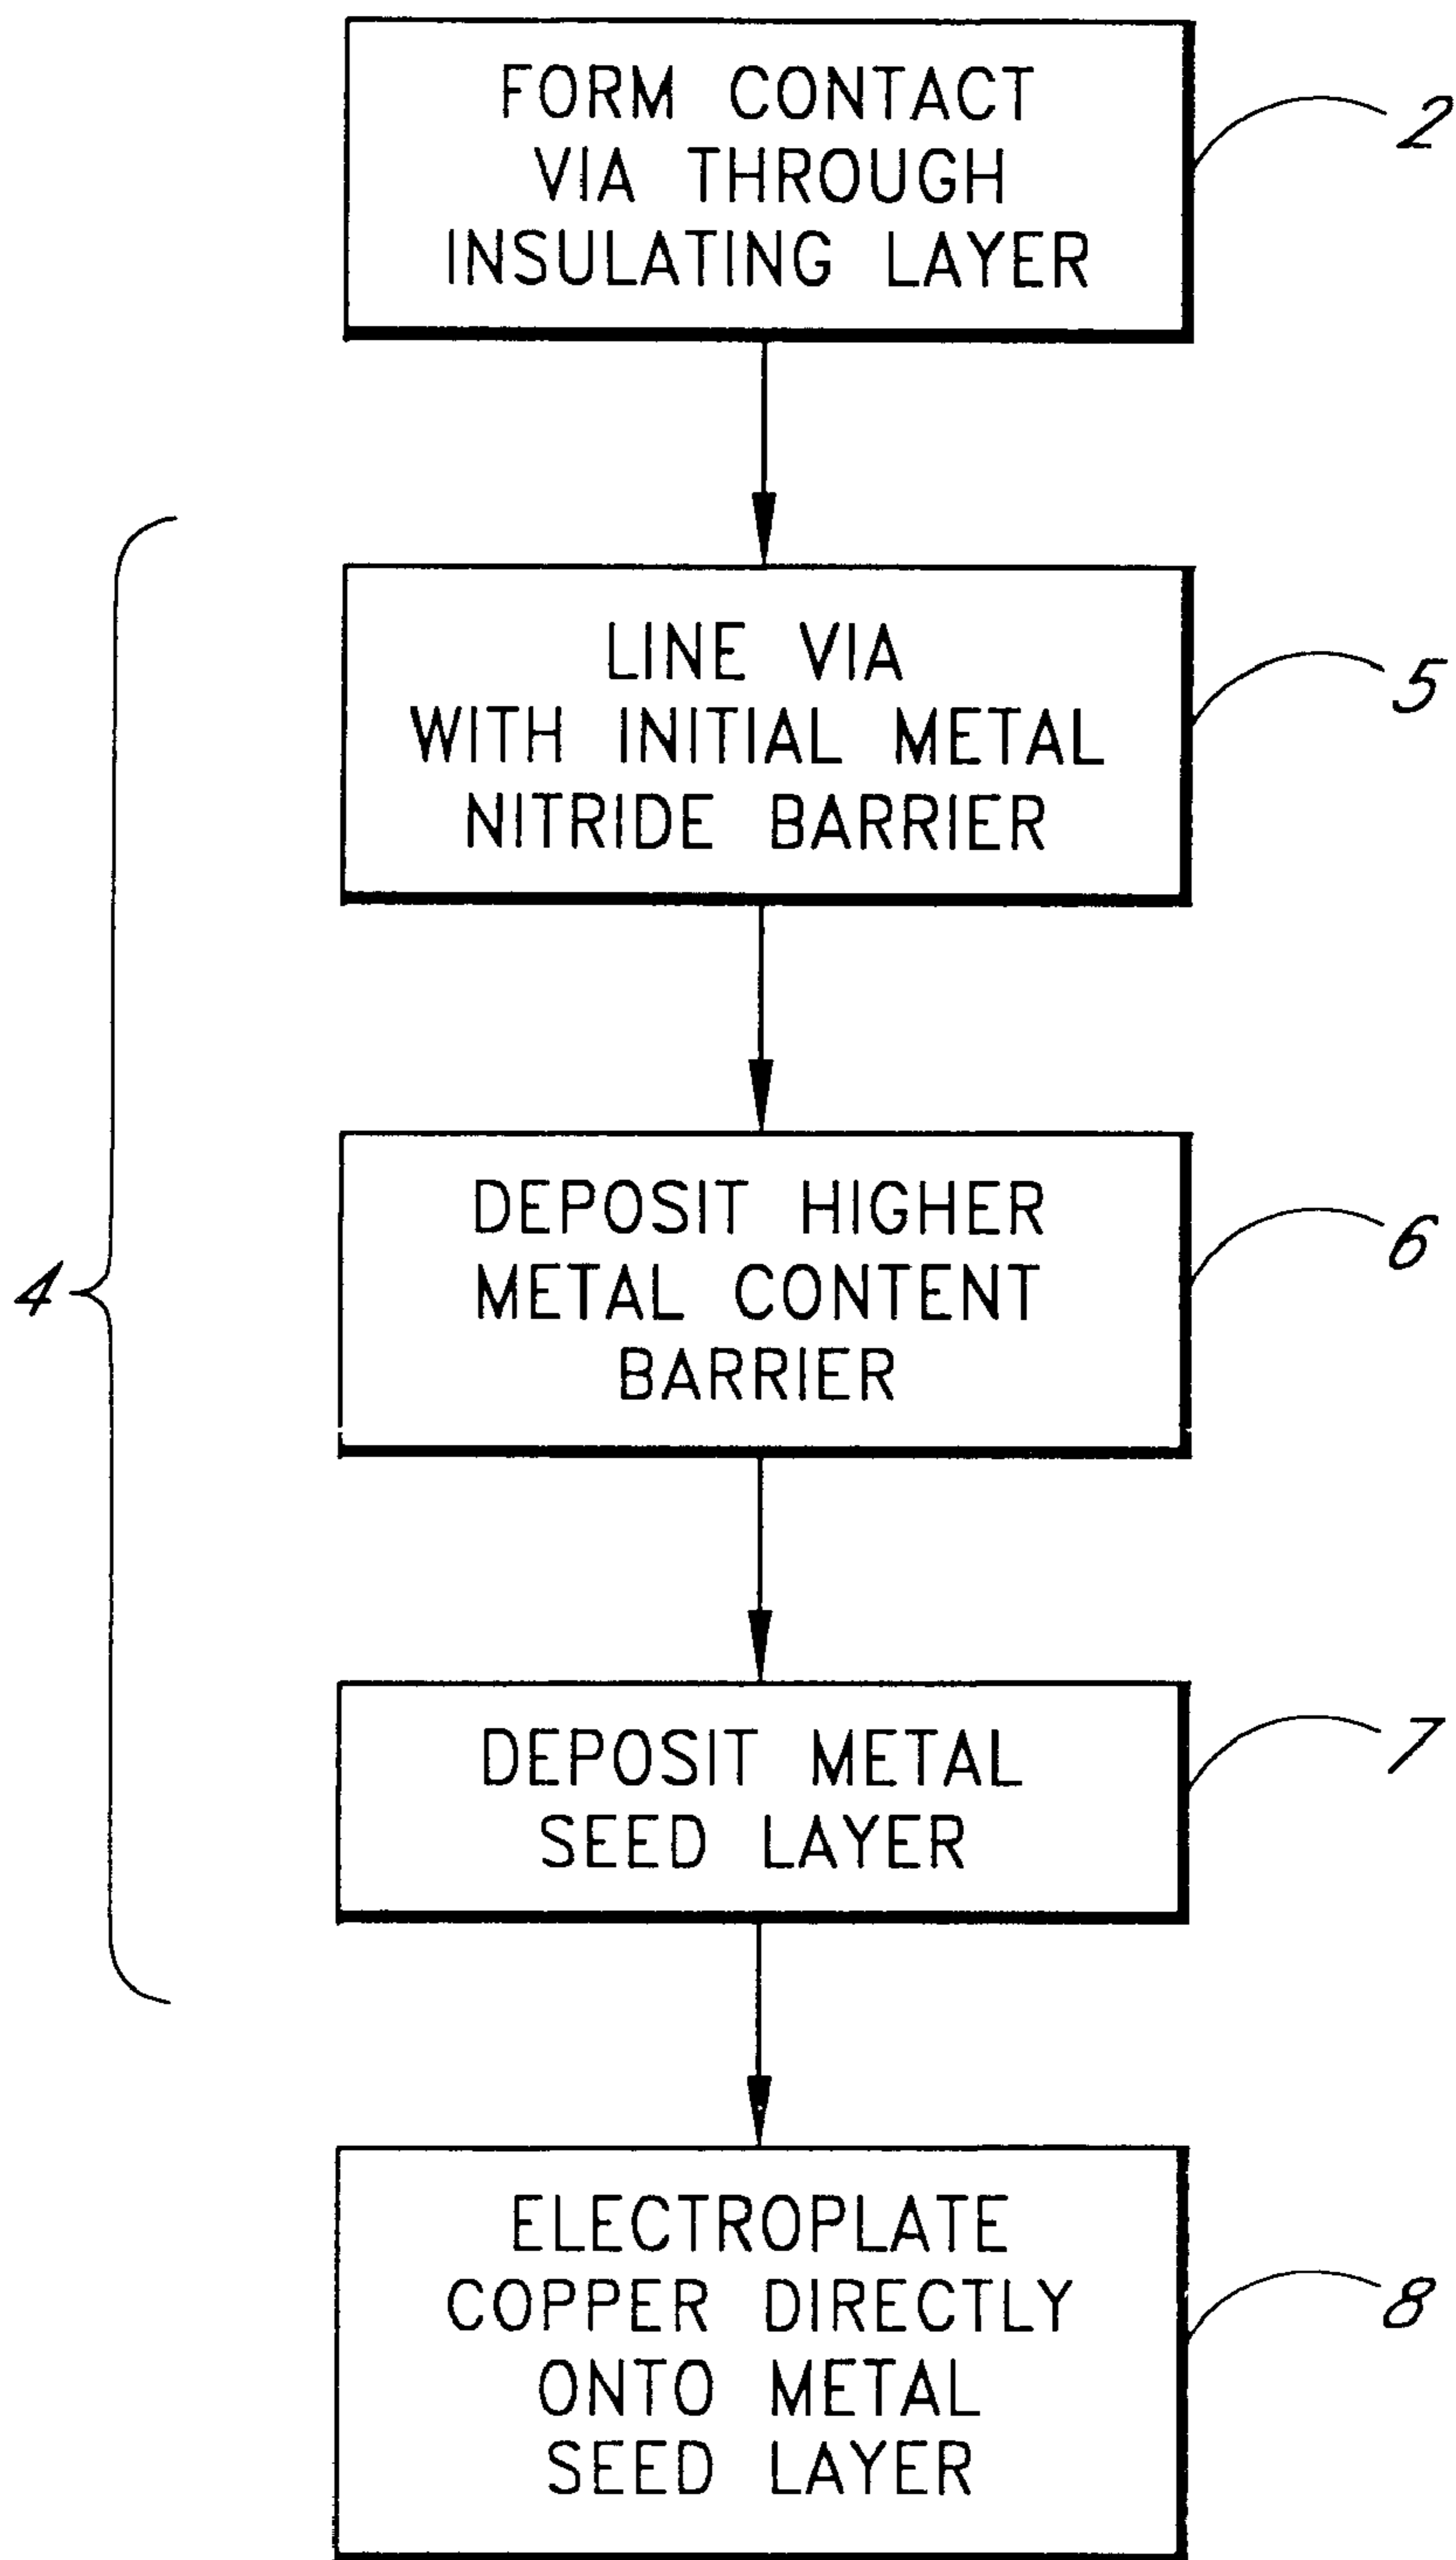 FORM CONTACT
VIA THROUGH
INSULATING LAYER
2
LINE VIA
WITH INITIAL METAL
NITRIDE BARRIER
5
4
DEPOSIT HIGHER
METAL CONTENT
BARRIER
6
DEPOSIT METAL
SEED LAYER
7
ELECTROPLATE
COPPER DIRECTLY
ONTO METAL
SEED LAYER
8